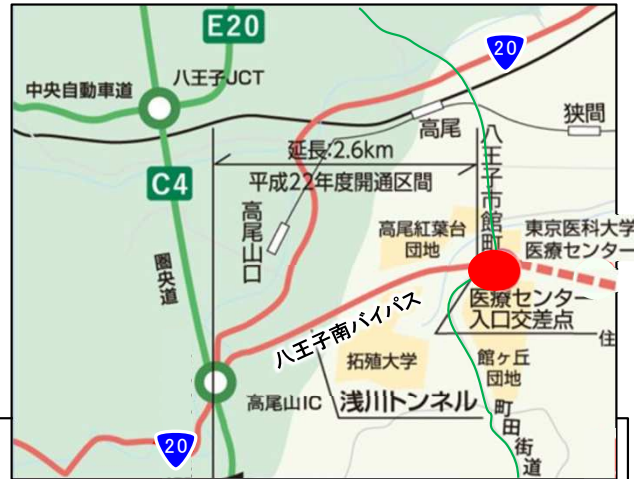 E20
20
中央自動車道
八王子JCT
高尾
狭間
延長:2.6km
平成22年度開通区間
八王子市館町
C4
高尾山口
高尾紅葉台
団地
東京医科大学
医療センター
圏央道
医療センター
入口交差点
住
八王子南バイパス
拓殖大学
館ヶ丘
団地
高尾山IC
浅川トンネル
町田街道
20